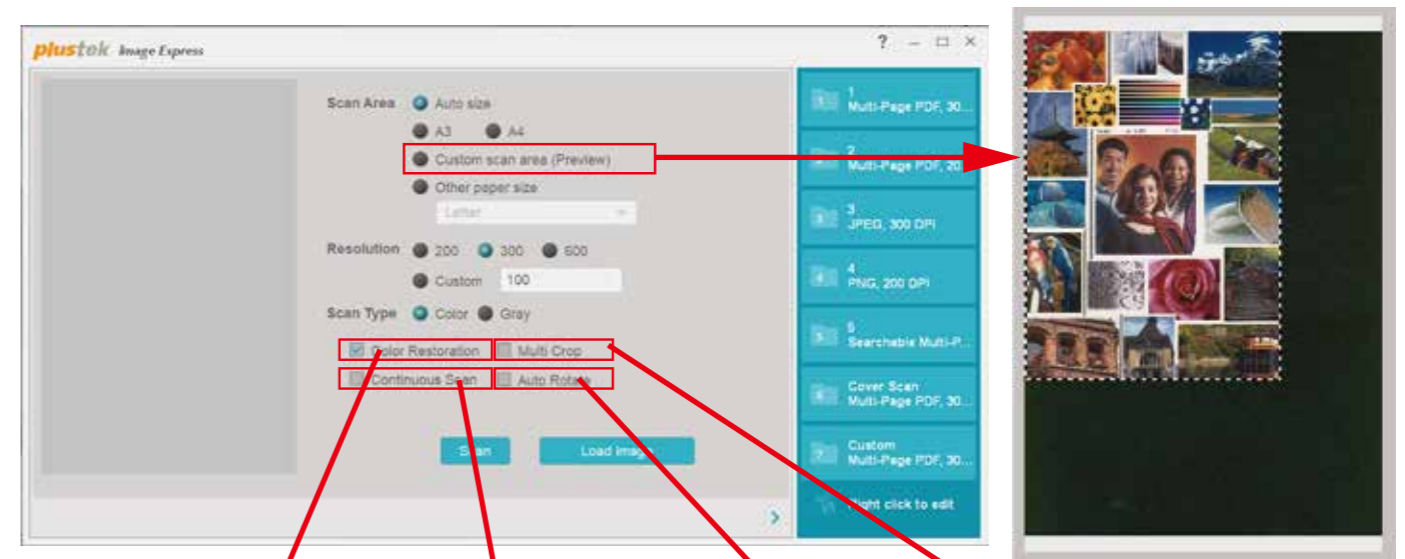 plustek Image Express
? – □ ×
Scan Area Auto size
A3 A4
Custom scan area (Preview)
Other paper size
Letter
Resolution 200 300 600
Custom 100
Scan Type Color Gray
Color Restoration Multi Crop
Continuous Scan Auto Rotate
Scan Load Image
>
1
Multi-Page PDF, 30...
2
Multi-Page PDF, 20...
3
JPEG, 300 DPI
4
PNG, 200 DPI
5
Searchable Multi-P...
Cover Scan
Multi-Page PDF, 30...
Custom
Multi-Page PDF, 30...
Right click to edit